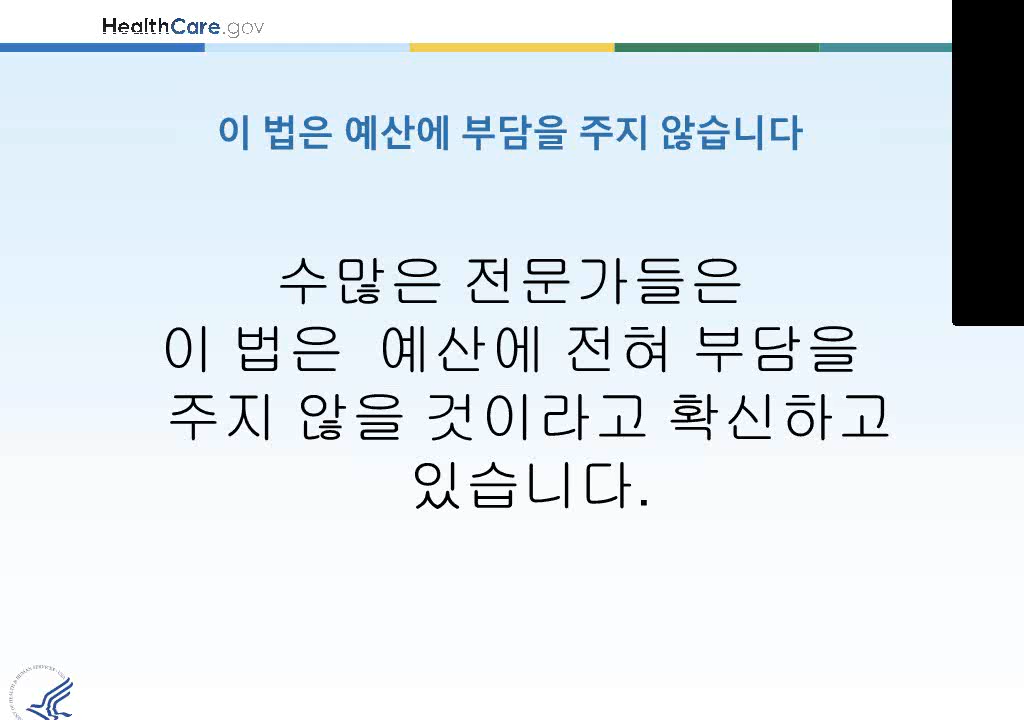 HealthCare.gov
이 법은 예산에 부담을 주지 않습니다
수많은 전문가들은
이 법은 예산에 전혀 부담을
주지 않을 것이라고 확신하고
있습니다.